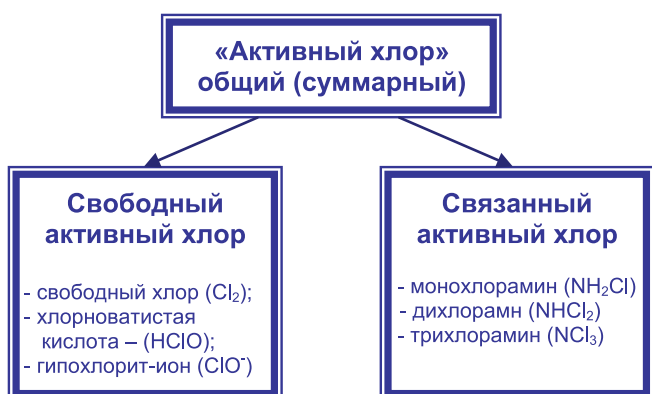 «Активный хлор»
общий (суммарный)
Свободный
активный хлор
- свободный хлор (Cl₂);
- хлорноватистая
кислота – (HClO);
- гипохлорит-ион (ClO⁻)
Связанный
активный хлор
- монохлорамин (NH₂Cl)
- дихлорамн (NHCl₂)
- трихлорамин (NCl₃)